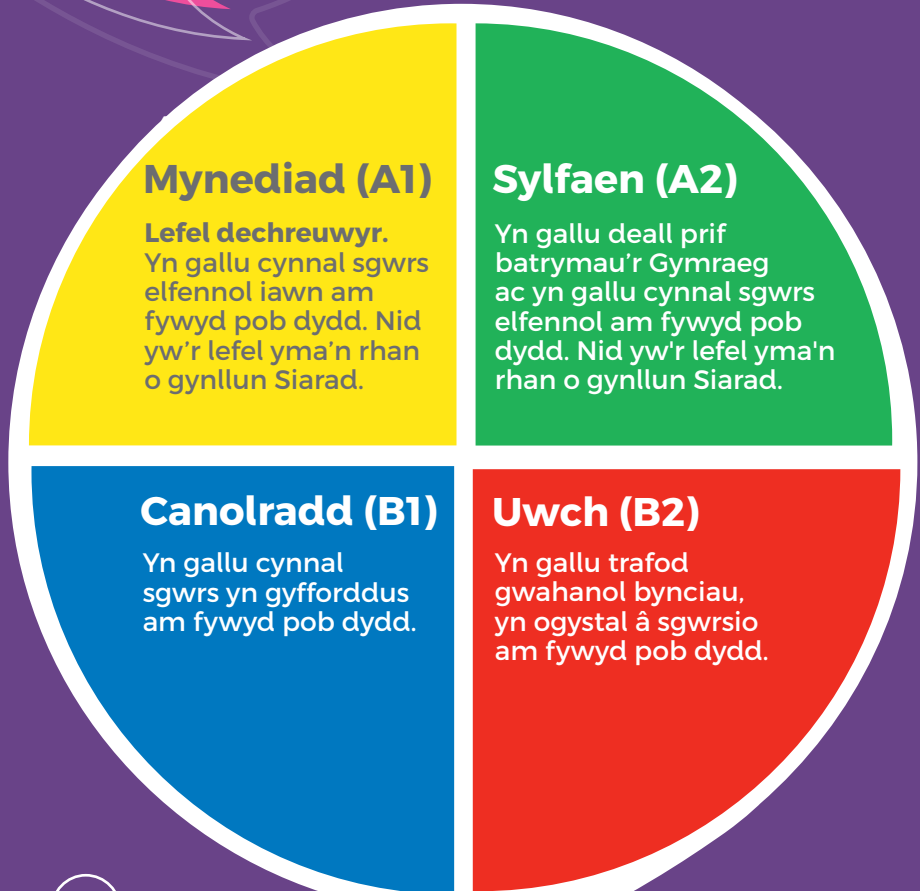 Mynediad (A1)
Lefel dechreuwyr.
Yn gallu cynnal sgwrs
elfennol iawn am
fywyd pob dydd. Nid
yw’r lefel yma’n rhan
o gynllun Siarad.
Sylfaen (A2)
Yn gallu deall prif
batrymau’r Gymraeg
ac yn gallu cynnal sgwrs
elfennol am fywyd pob
dydd. Nid yw'r lefel yma'n
rhan o gynllun Siarad.
Canolradd (B1)
Yn gallu cynnal
sgwrs yn gyfforddus
am fywyd pob dydd.
Uwch (B2)
Yn gallu trafod
gwahanol bynciau,
yn ogystal â sgwrsio
am fywyd pob dydd.